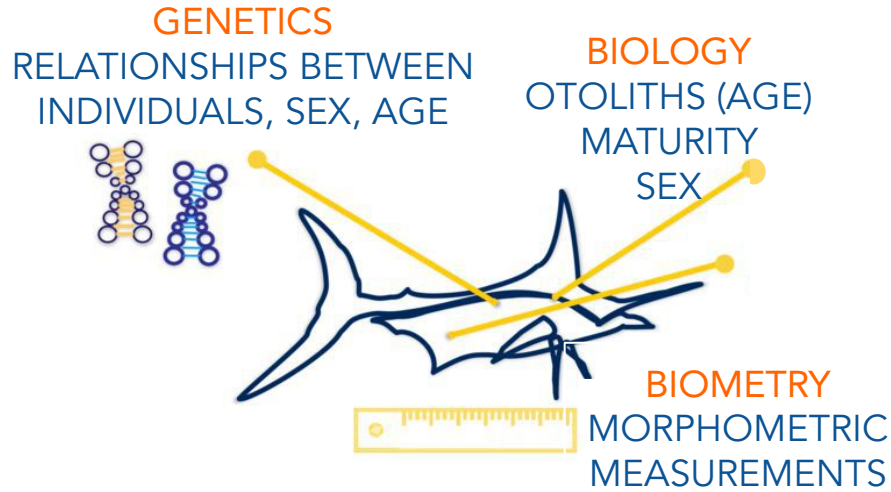 GENETICS
RELATIONSHIPS BETWEEN
INDIVIDUALS, SEX, AGE
BIOLOGY
OTOLITHS (AGE)
MATURITY
SEX
BIOMETRY
MORPHOMETRIC
MEASUREMENTS